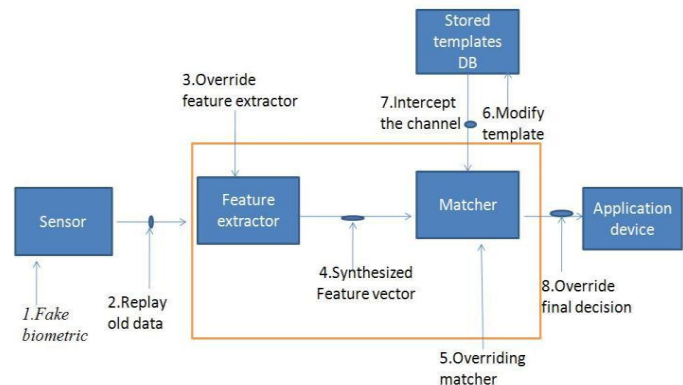 Stored
templates
DB
3.Override
feature extractor
7.Intercept
the channel
6.Modify
template
Sensor
Feature
extractor
Matcher
Application
device
1.Fake
biometric
2.Replay
old data
4.Synthesized
Feature vector
5.Overriding
matcher
8.Override
final decision